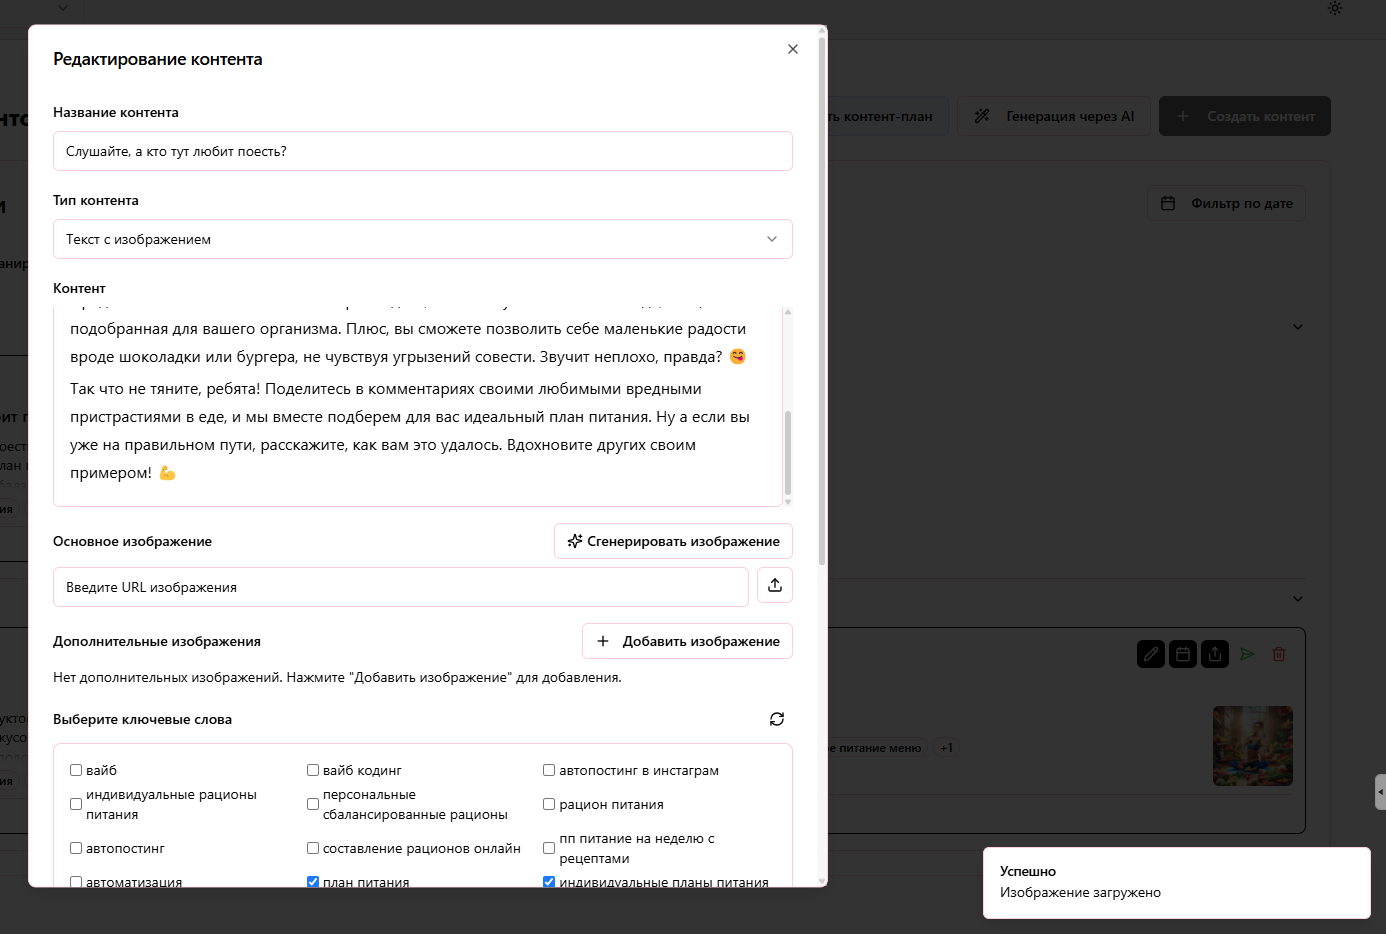 Редактирование контента
Название контента
Слушайте, а кто тут любит поесть?
Тип контента
Текст с изображением
Контент
подобранная для вашего организма. Плюс, вы сможете позволить себе маленькие радости
вроде шоколадки или бургера, не чувствуя угрызений совести. Звучит неплохо, правда? 😋
Так что не тяните, ребята! Поделитесь в комментариях своими любимыми вредными
пристрастиями в еде, и мы вместе подберем для вас идеальный план питания. Ну а если вы
уже на правильном пути, расскажите, как вам это удалось. Вдохновите других своим
примером! 💪
Основное изображение
Сгенерировать изображение
Введите URL изображения
Дополнительные изображения
+ Добавить изображение
Нет дополнительных изображений. Нажмите "Добавить изображение" для добавления.
Выберите ключевые слова
вайб
вайб кодинг
автопостинг в инстаграм
индивидуальные рационы
питания
персональные
сбалансированные рационы
рацион питания
автопостинг
составление рационов онлайн
пп питание на неделю с
рецептами
автоматизация
план питания
индивидуальные планы питания
ть контент-план
Генерация через AI
+ Создать контент
Фильтр по дате
е питание меню
+1
Успешно
Изображение загружено